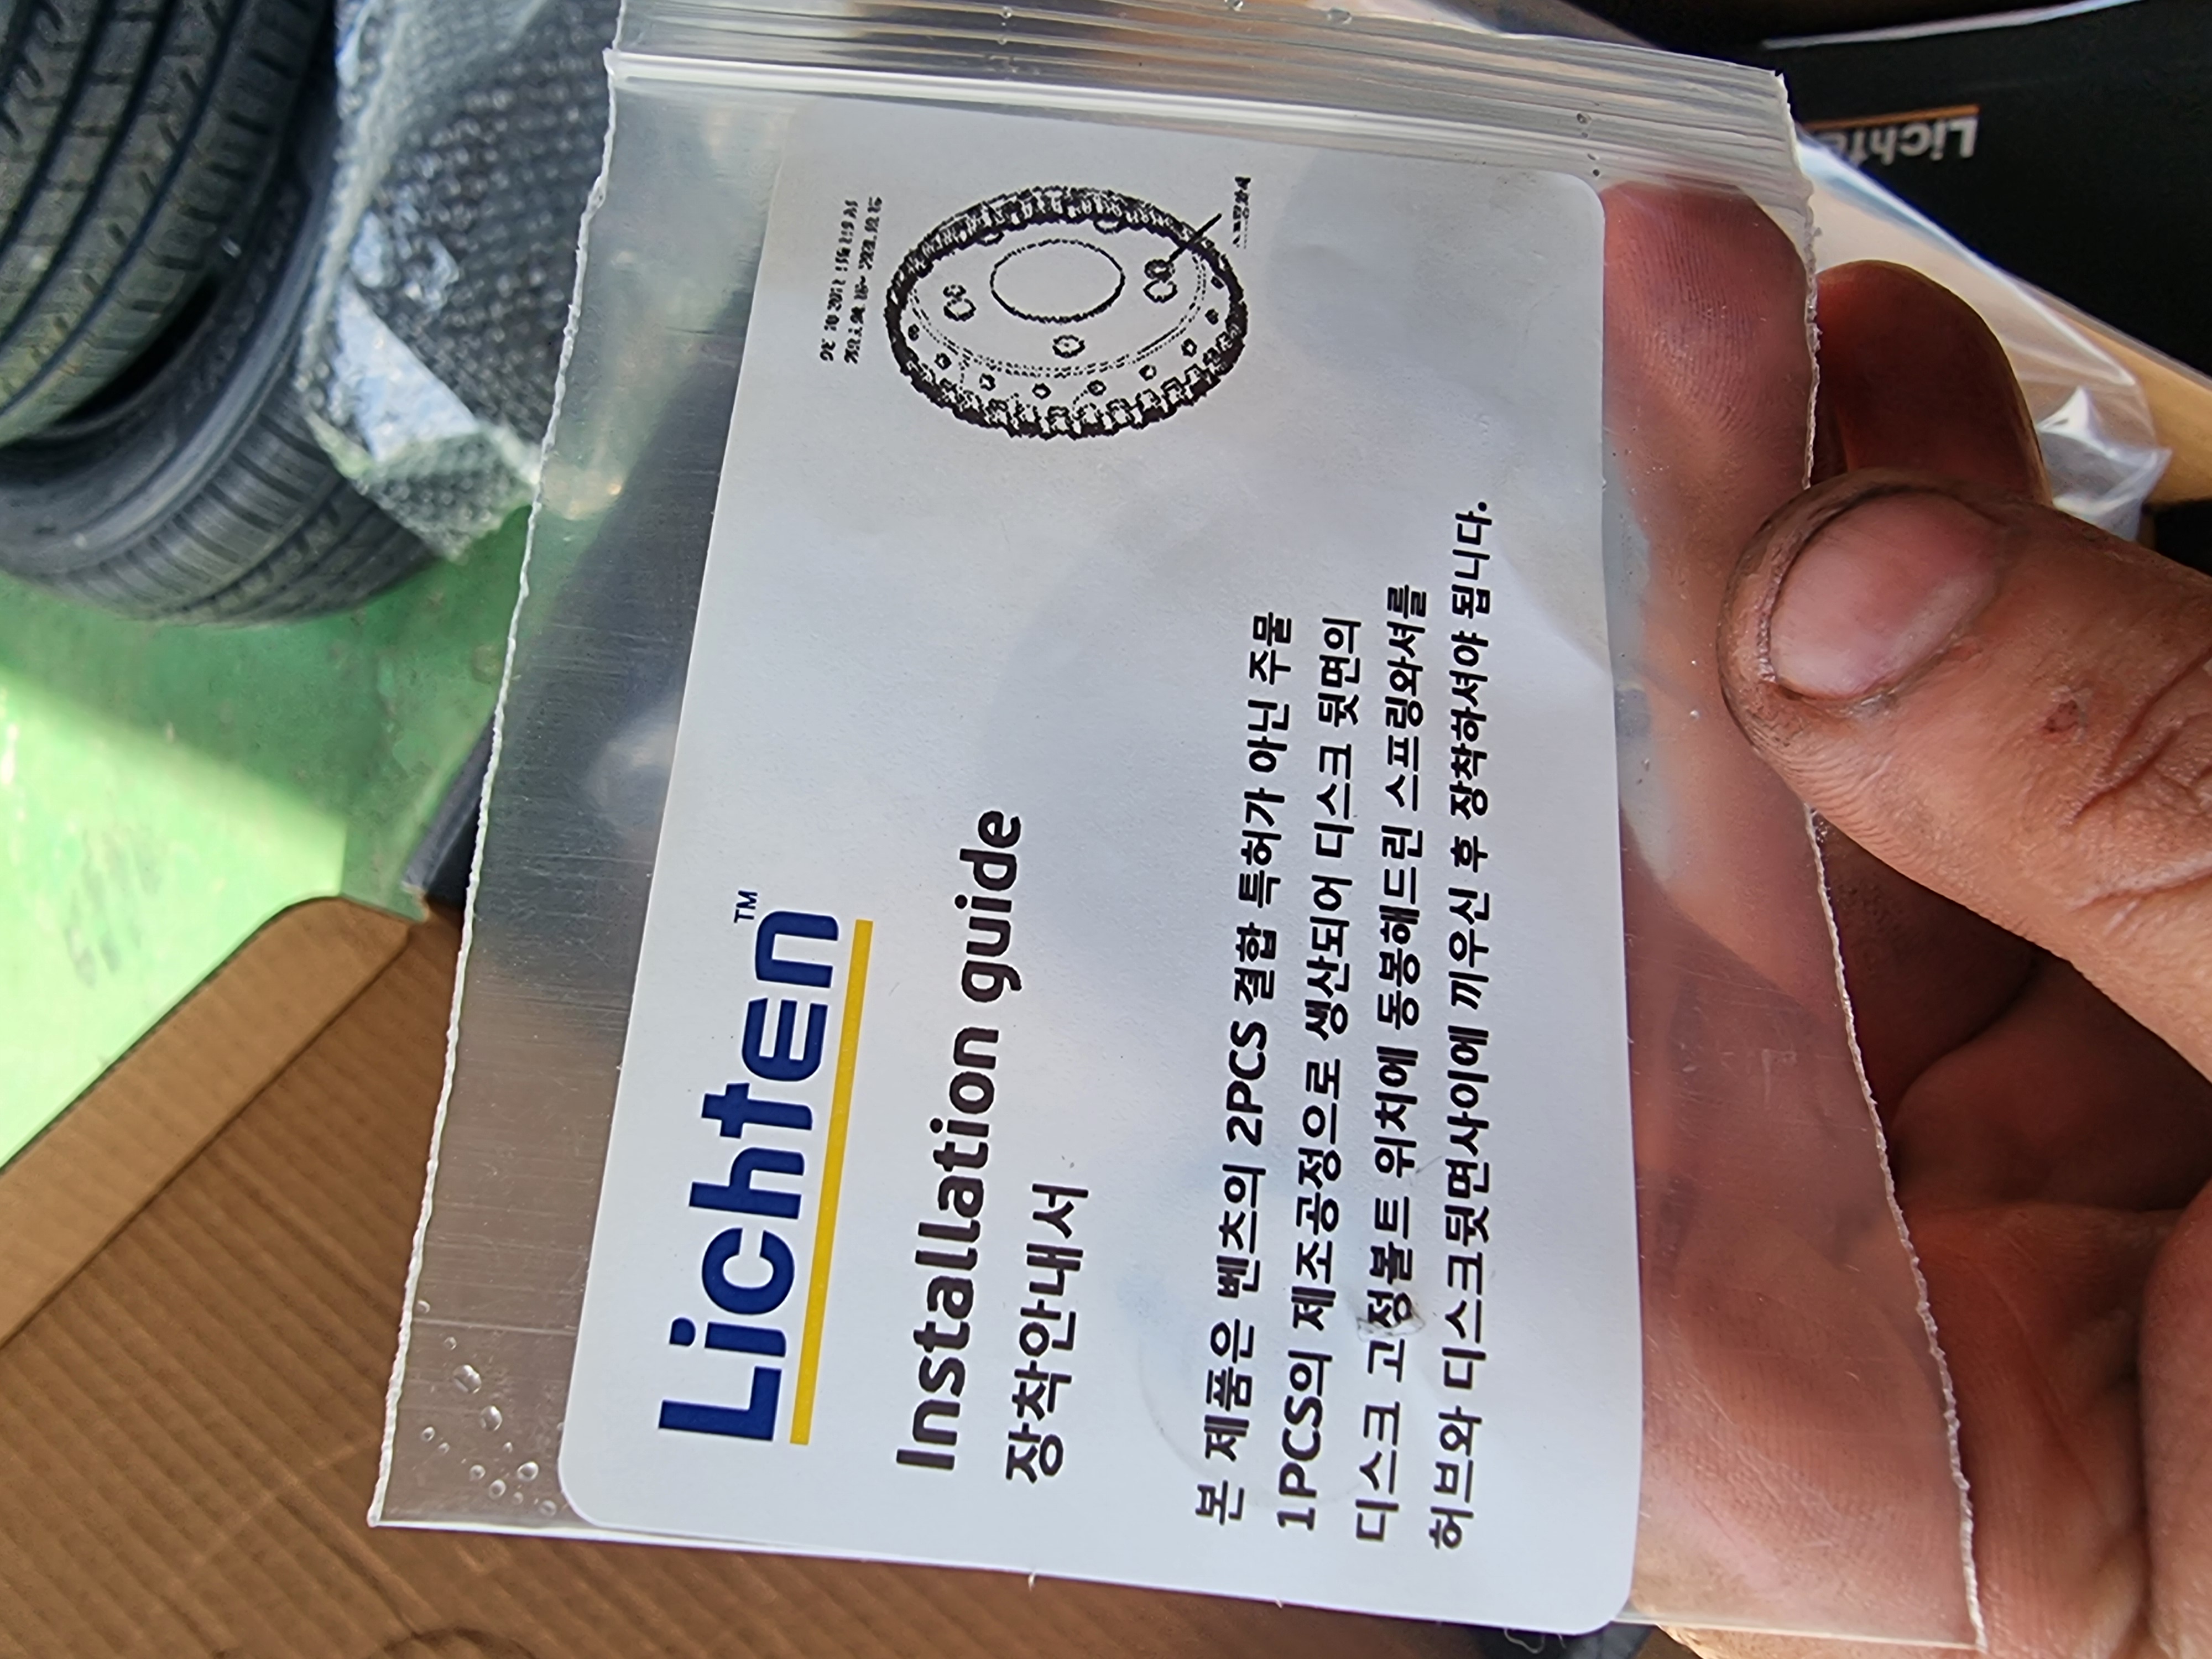 Lichten™
Installation guide
장착안내서
본 제품은 벤츠의 2PCS 결합 특허가 아닌 주물
1PCS의 제조공정으로 생산되어 디스크 뒷면의
디스크 고정볼트 위치에 동봉해드린 스프링와셔를
허브와 디스크뒷면사이에 끼우신 후 장착하셔야 됩니다.
Lichte